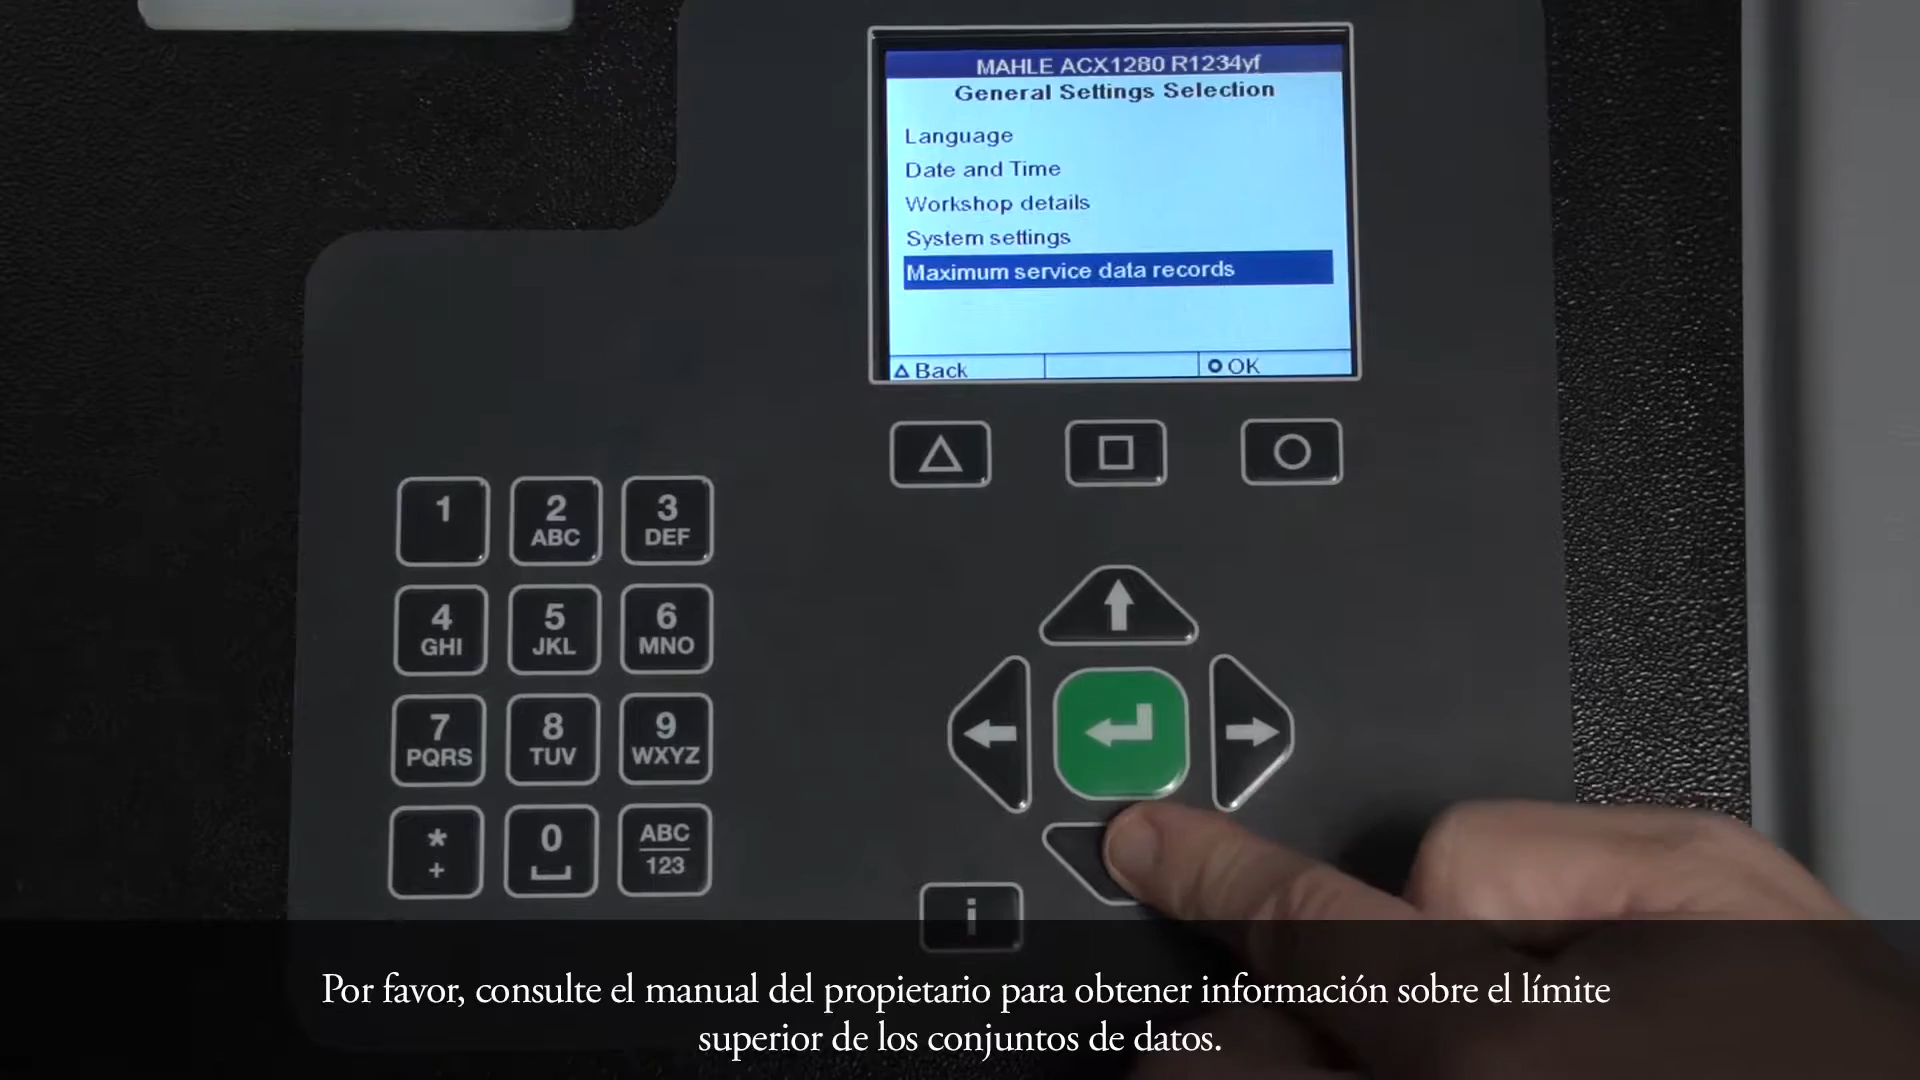 MAHLE ACX1280 R1234yf
General Settings Selection
Language
Date and Time
Workshop details
System settings
Maximum service data records
Back
OK
1
2
ABC
3
DEF
4
GHI
5
JKL
6
MNO
7
PQRS
8
TUV
9
WXYZ
*
+
0
ABC
123
i
Por favor, consulte el manual del propietario para obtener información sobre el límite
superior de los conjuntos de datos.